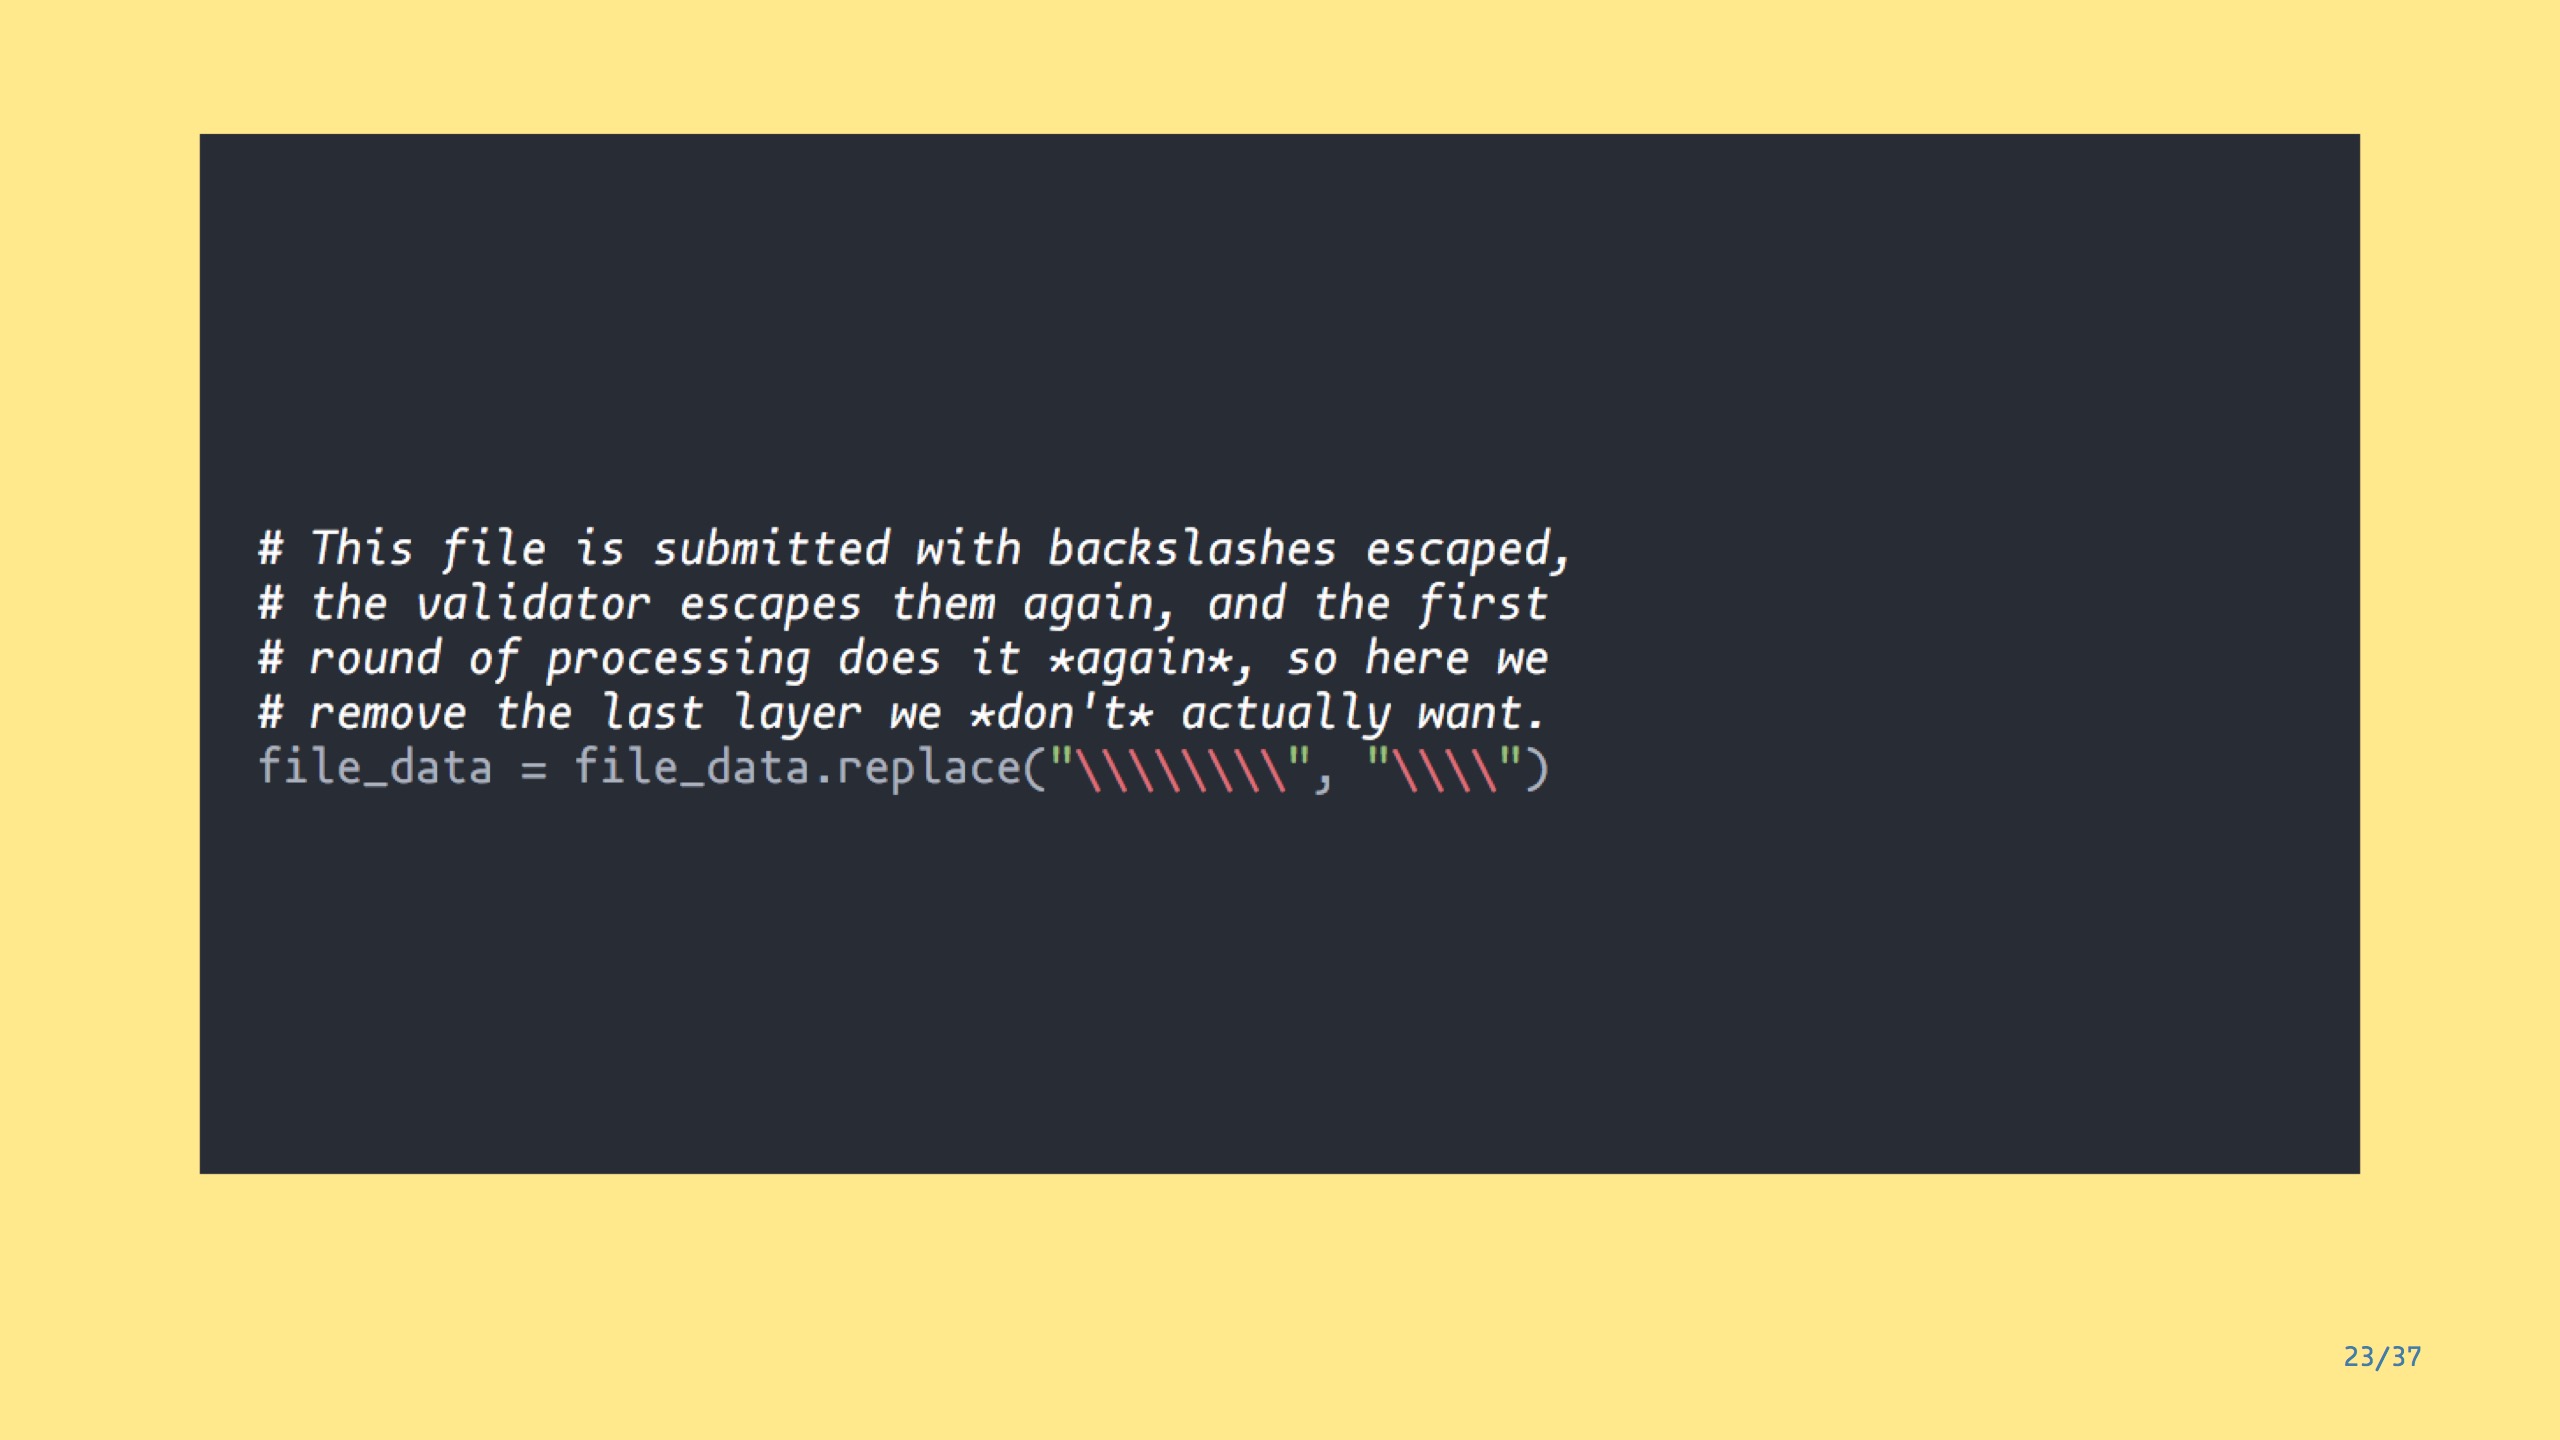 # This file is submitted with backslashes escaped,
# the validator escapes them again, and the first
# round of processing does it *again*, so here we
# remove the last layer we *don't* actually want.
file_data = file_data.replace("\\\\\\\\", "\\\\")
23/37